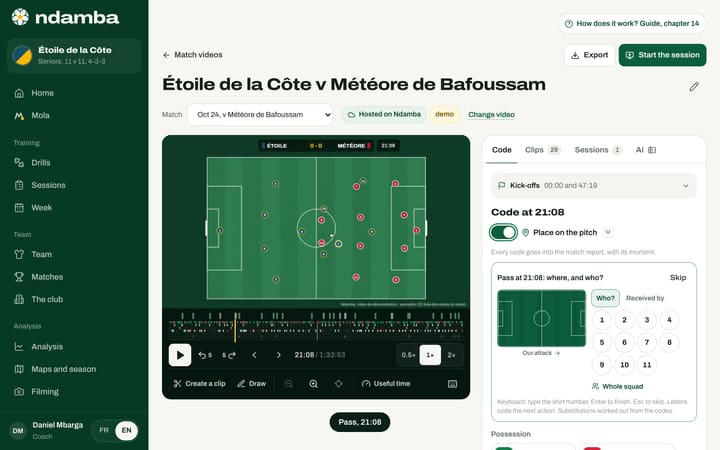 ndamba
Étoile de la Côte
Seniors, 11 v 11, 4-3-3
Home
Mola
Training
Drills
Sessions
Week
Team
Team
Matches
The club
Analysis
Analysis
Maps and season
Filming
DM
Daniel Mbarga
Coach
FR
EN
How does it work? Guide, chapter 14
Match videos
Export
Start the session
Étoile de la Côte v Météore de Bafoussam
Match
Oct 24, v Météore de Bafoussam
Hosted on Ndamba
demo
Change video
ÉTOILE
0 - 0
MÉTÉORE
21:08
5
5
21:08 / 1:33:53
0.5×
1×
2×
Create a clip
Draw
Useful time
Pass, 21:08
Code
Clips 29
Sessions 1
AI
Kick-offs 00:00 and 47:19
Code at 21:08
Place on the pitch
M
Every code goes into the match report, with its moment.
Pass at 21:08: where, and who?
Skip
Our attack →
Who?
Received by
1
2
3
4
5
6
7
8
9
10
11
Whole squad
Keyboard: type the shirt number, Enter to finish, Esc to skip. Letters
code the next action. Substitutions worked out from the codes.
Possession